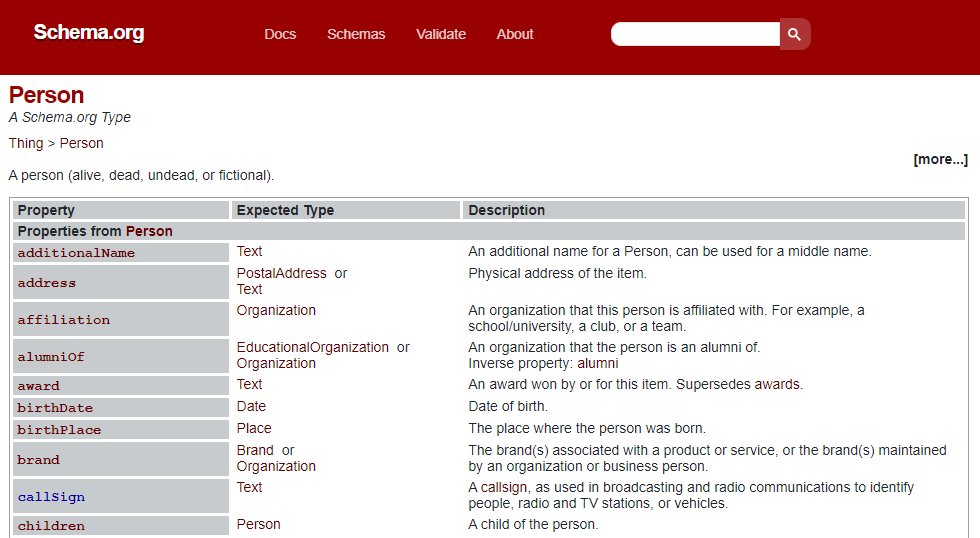 Schema.org Docs Schemas Validate About
Person
A Schema.org Type
Thing > Person
[more...]
A person (alive, dead, undead, or fictional).
Property Expected Type Description
Properties from Person
additionalName Text An additional name for a Person, can be used for a middle name.
address PostalAddress or Physical address of the item.
Text
affiliation Organization An organization that this person is affiliated with. For example, a
school/university, a club, or a team.
alumniOf EducationalOrganization or An organization that the person is an alumni of.
Organization Inverse property: alumni
award Text An award won by or for this item. Supersedes awards.
birthDate Date Date of birth.
birthPlace Place The place where the person was born.
brand Brand or The brand(s) associated with a product or service, or the brand(s) maintained
Organization by an organization or business person.
callSign Text A callsign, as used in broadcasting and radio communications to identify
people, radio and TV stations, or vehicles.
children Person A child of the person.